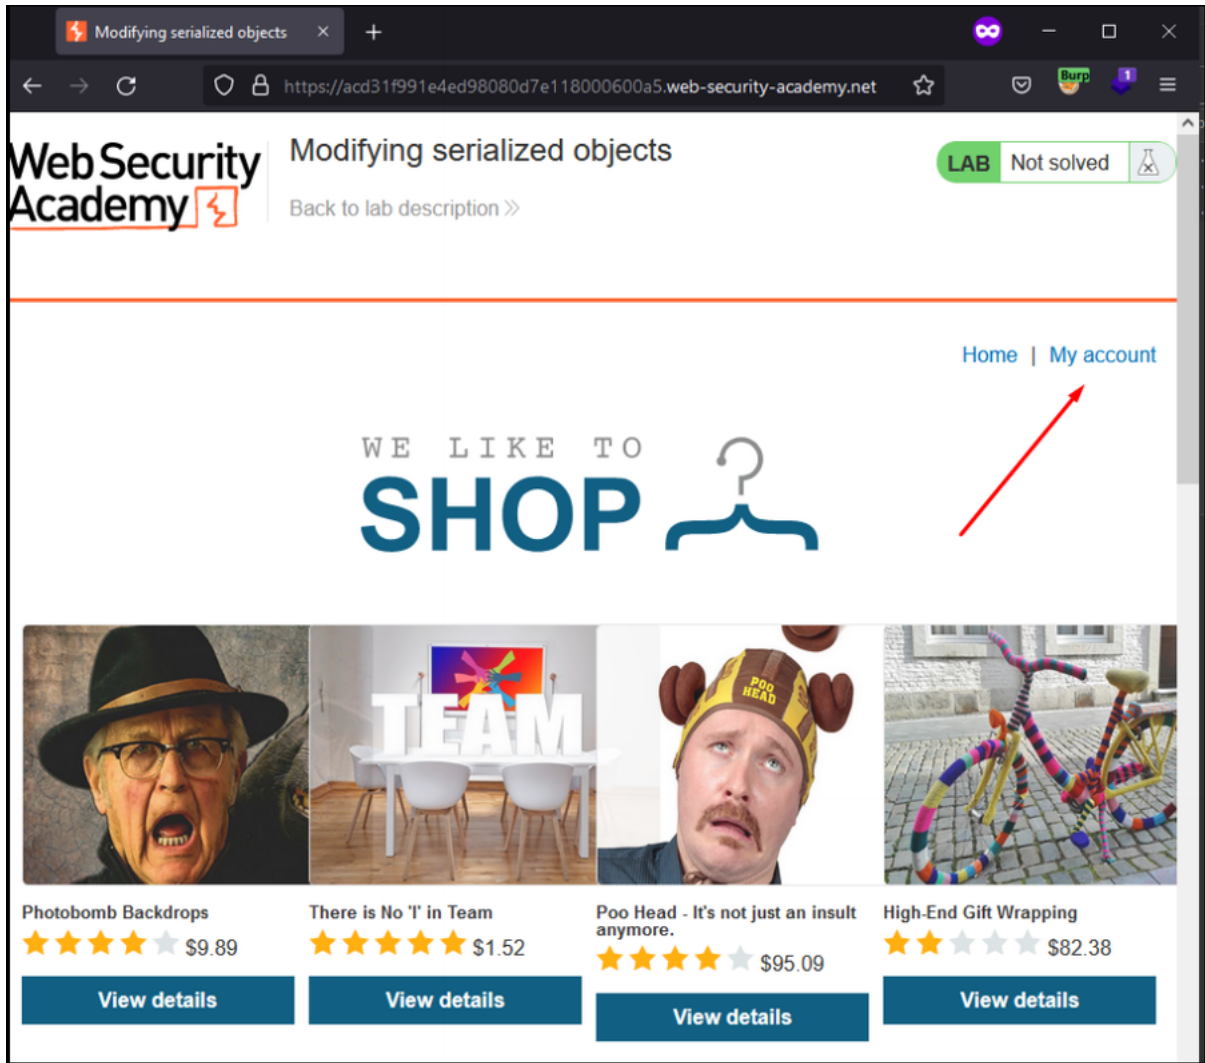 Modifying serialized objects
Burp
1
https://acd31f991e4ed98080d7e118000600a5.web-security-academy.net
Web Security
Academy
Modifying serialized objects
Back to lab description
LAB Not solved
Home | My account
WE LIKE TO
SHOP
TEAM
POO
HEAD
Photobomb Backdrops
$9.89
View details
There is No 'I' in Team
$1.52
View details
Poo Head - It's not just an insult
anymore.
$95.09
View details
High-End Gift Wrapping
$82.38
View details